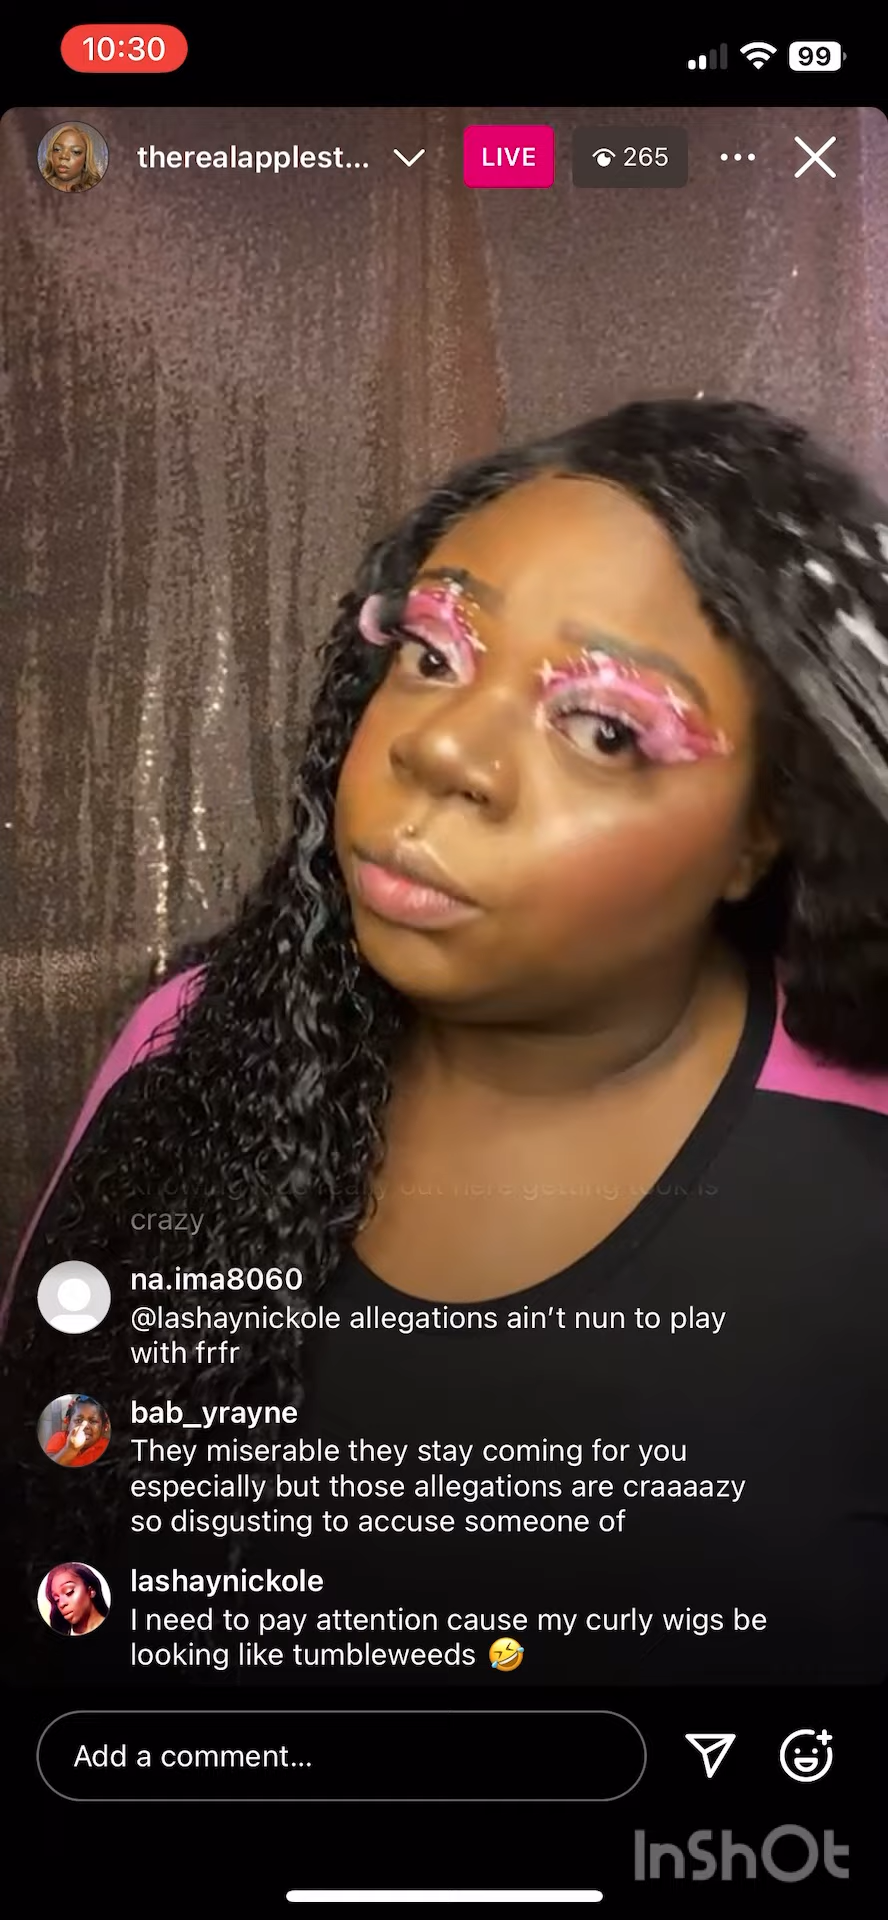 10:30
99
therealapplest...
LIVE
265
crazy
na.ima8060
@lashaynickole allegations ain't nun to play
with frfr
bab_yrayne
They miserable they stay coming for you
especially but those allegations are craaaazy
so disgusting to accuse someone of
lashaynickole
I need to pay attention cause my curly wigs be
looking like tumbleweeds 🤣
Add a comment...
InShOt